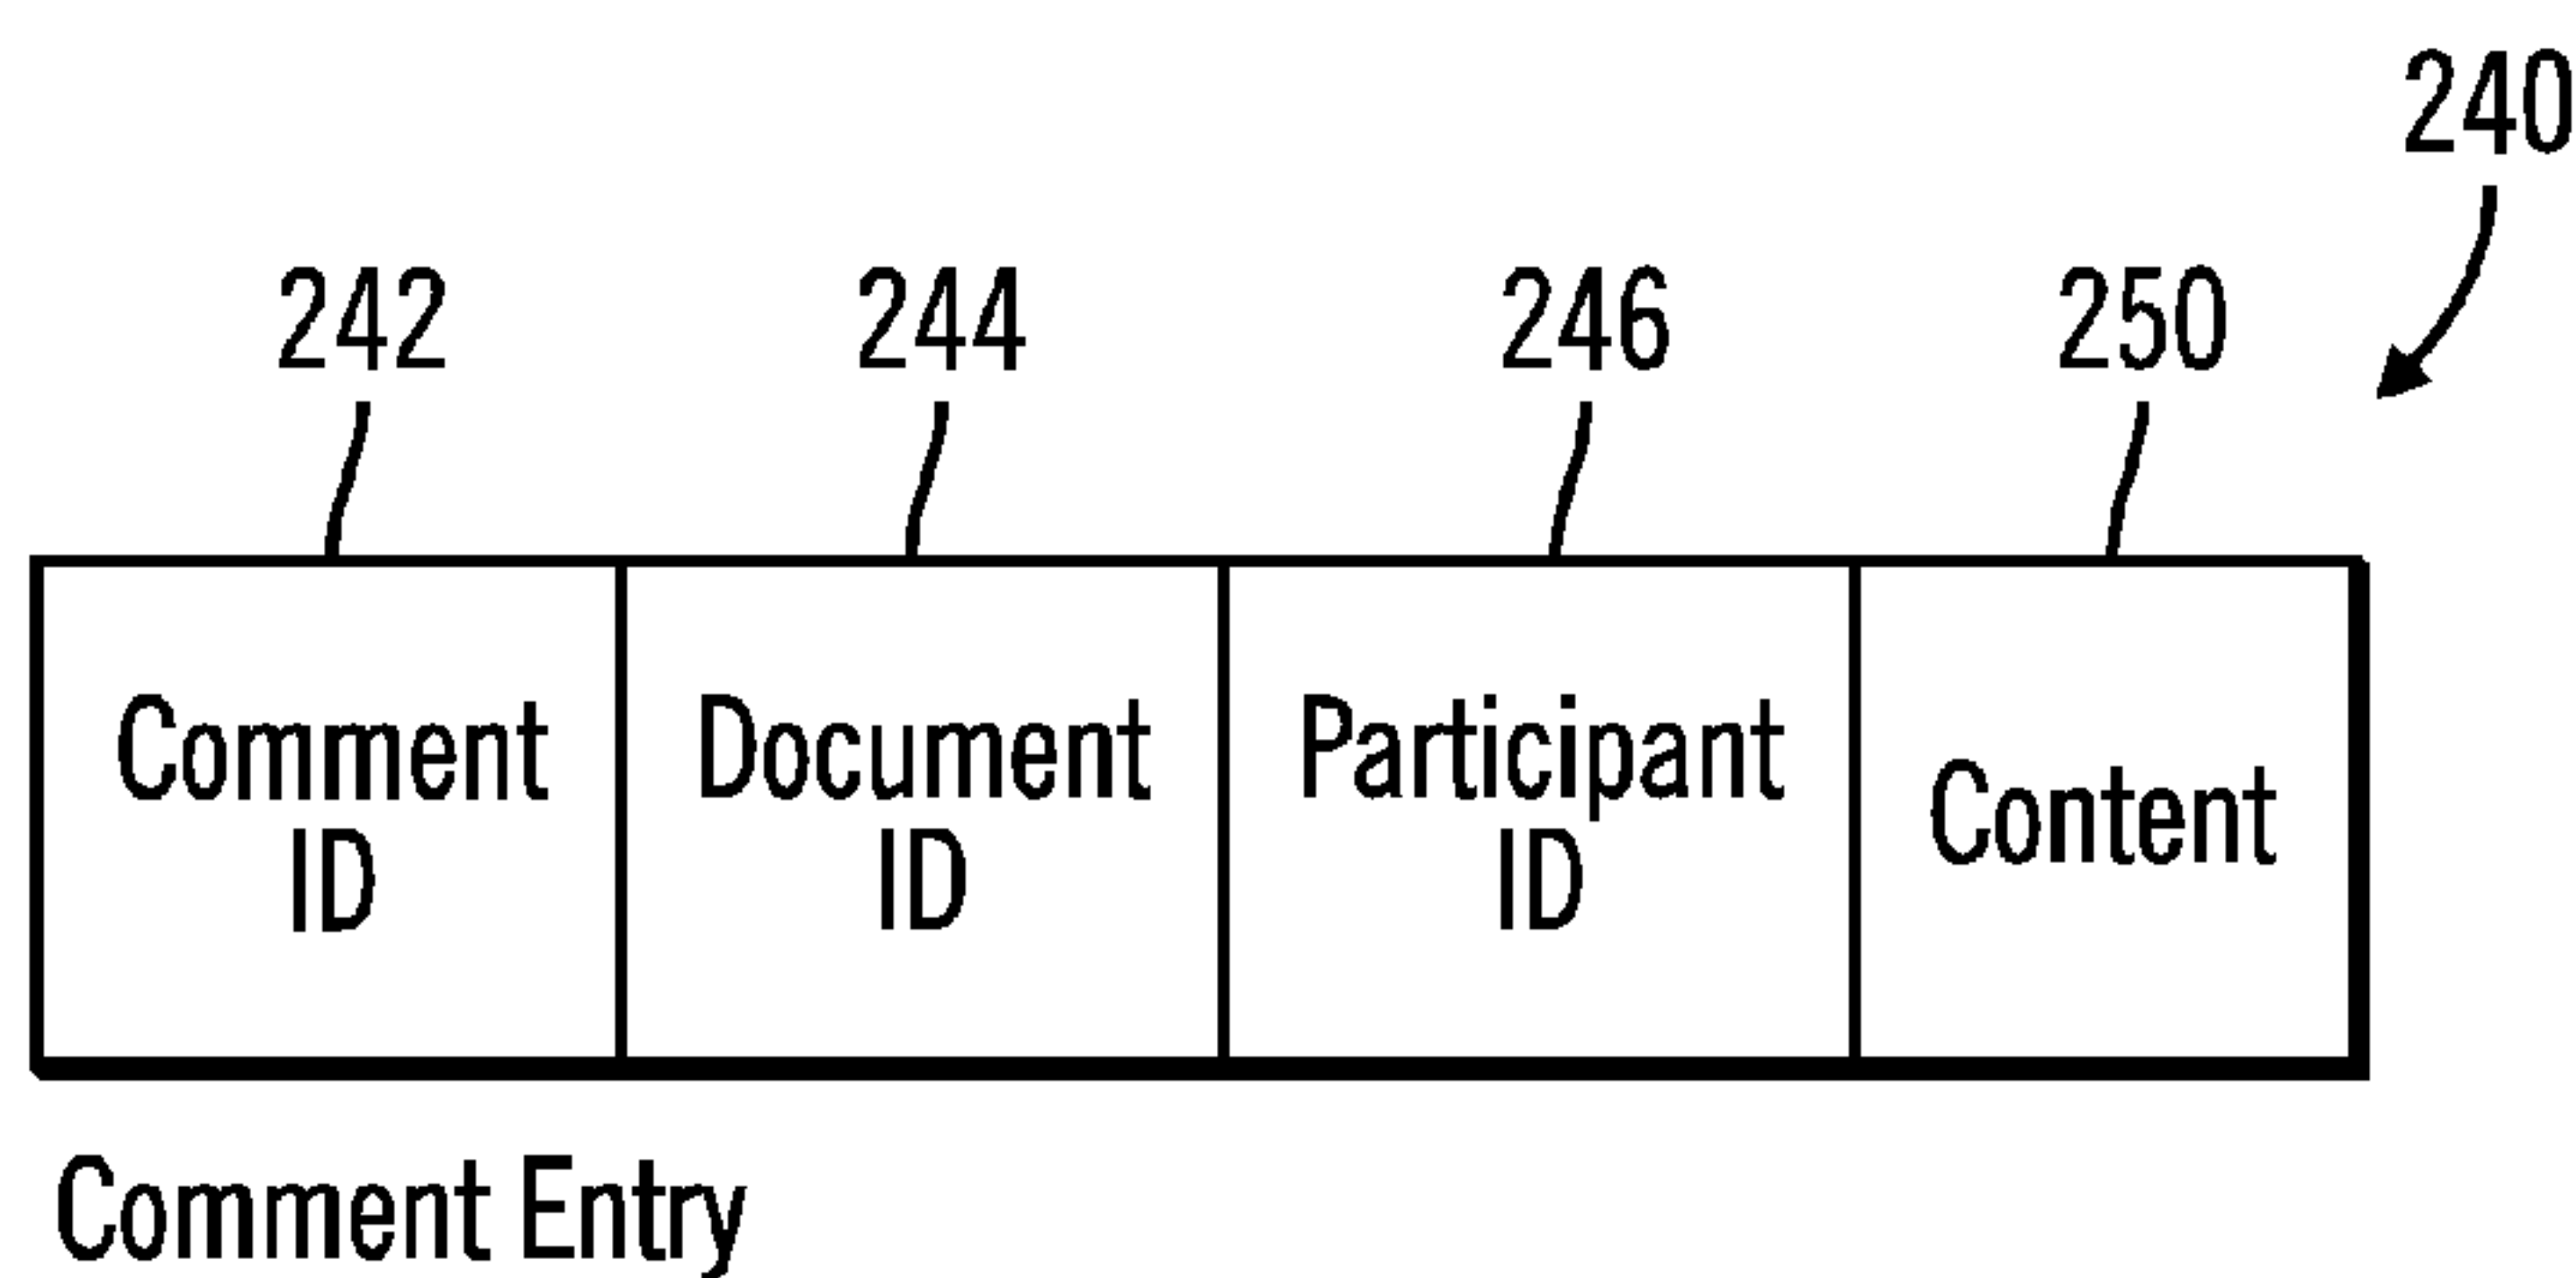 240
242 244 246 250
Comment Document Participant Content
ID ID ID
Comment Entry